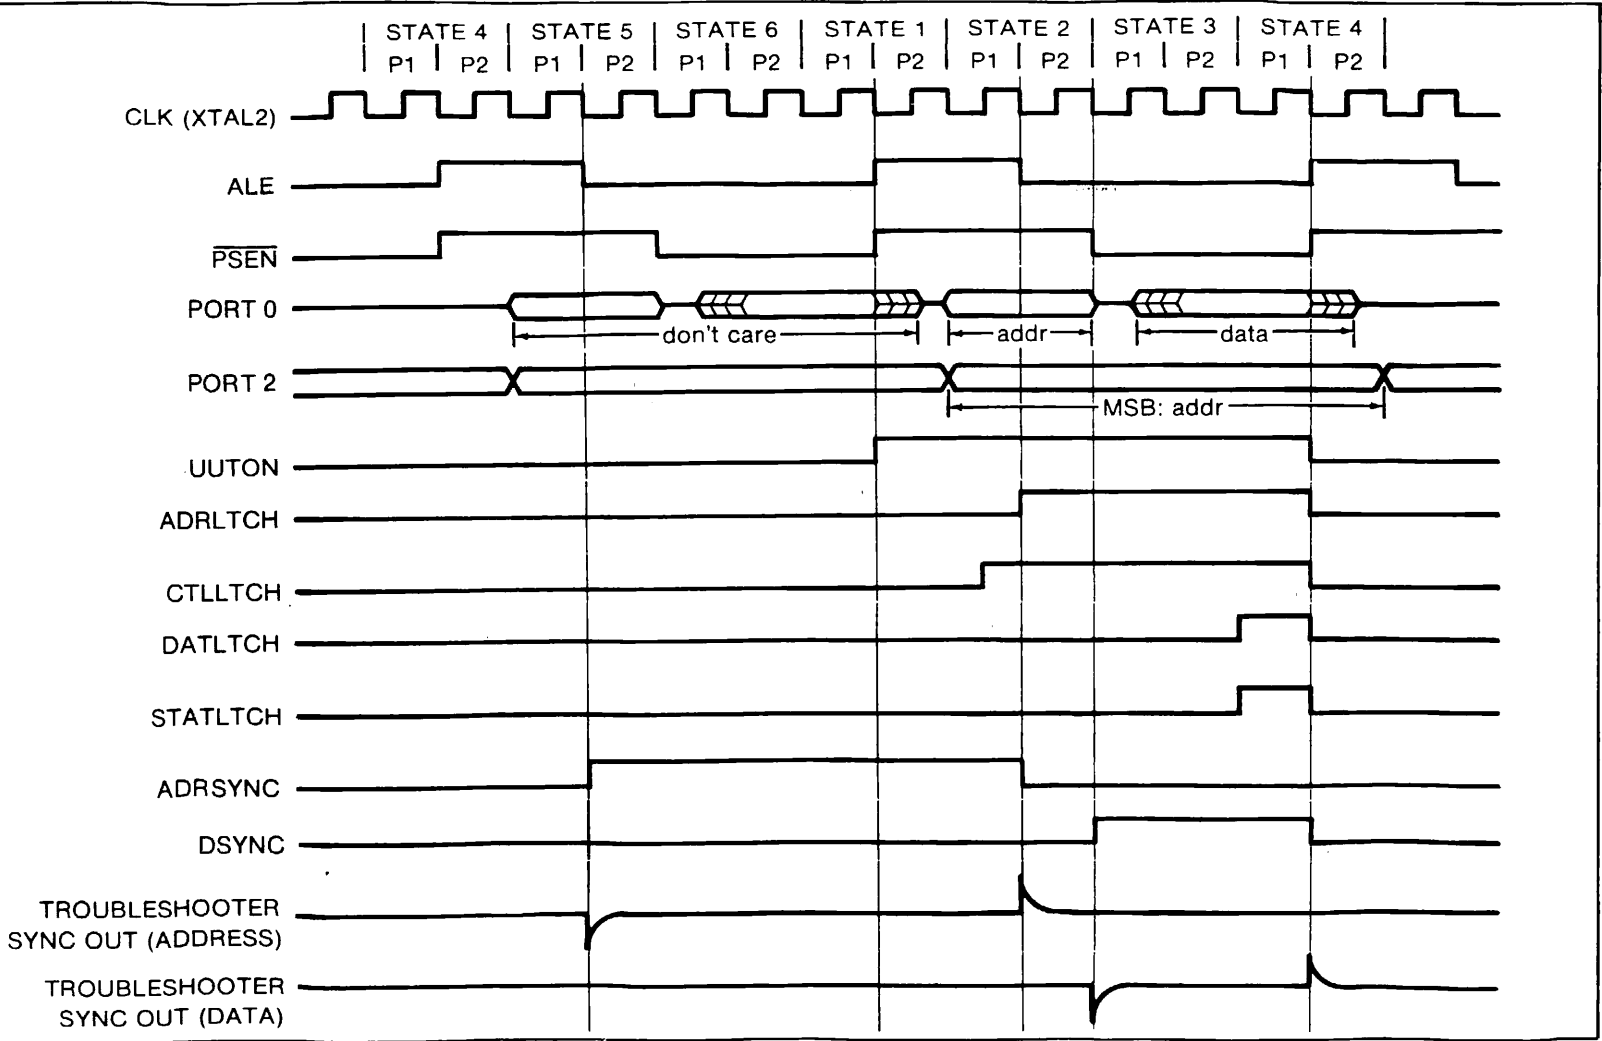 STATE 4 STATE 5 STATE 6 STATE 1 STATE 2 STATE 3 STATE 4
P1 P2 P1 P2 P1 P2 P1 P2 P1 P2 P1 P2 P1 P2
CLK (XTAL2)
ALE
PSEN
PORT 0
don't care addr data
PORT 2
MSB: addr
UUTON
ADRLTCH
CTLLTCH
DATLTCH
STATLTCH
ADRSYNC
DSYNC
TROUBLESHOOTER
SYNC OUT (ADDRESS)
TROUBLESHOOTER
SYNC OUT (DATA)